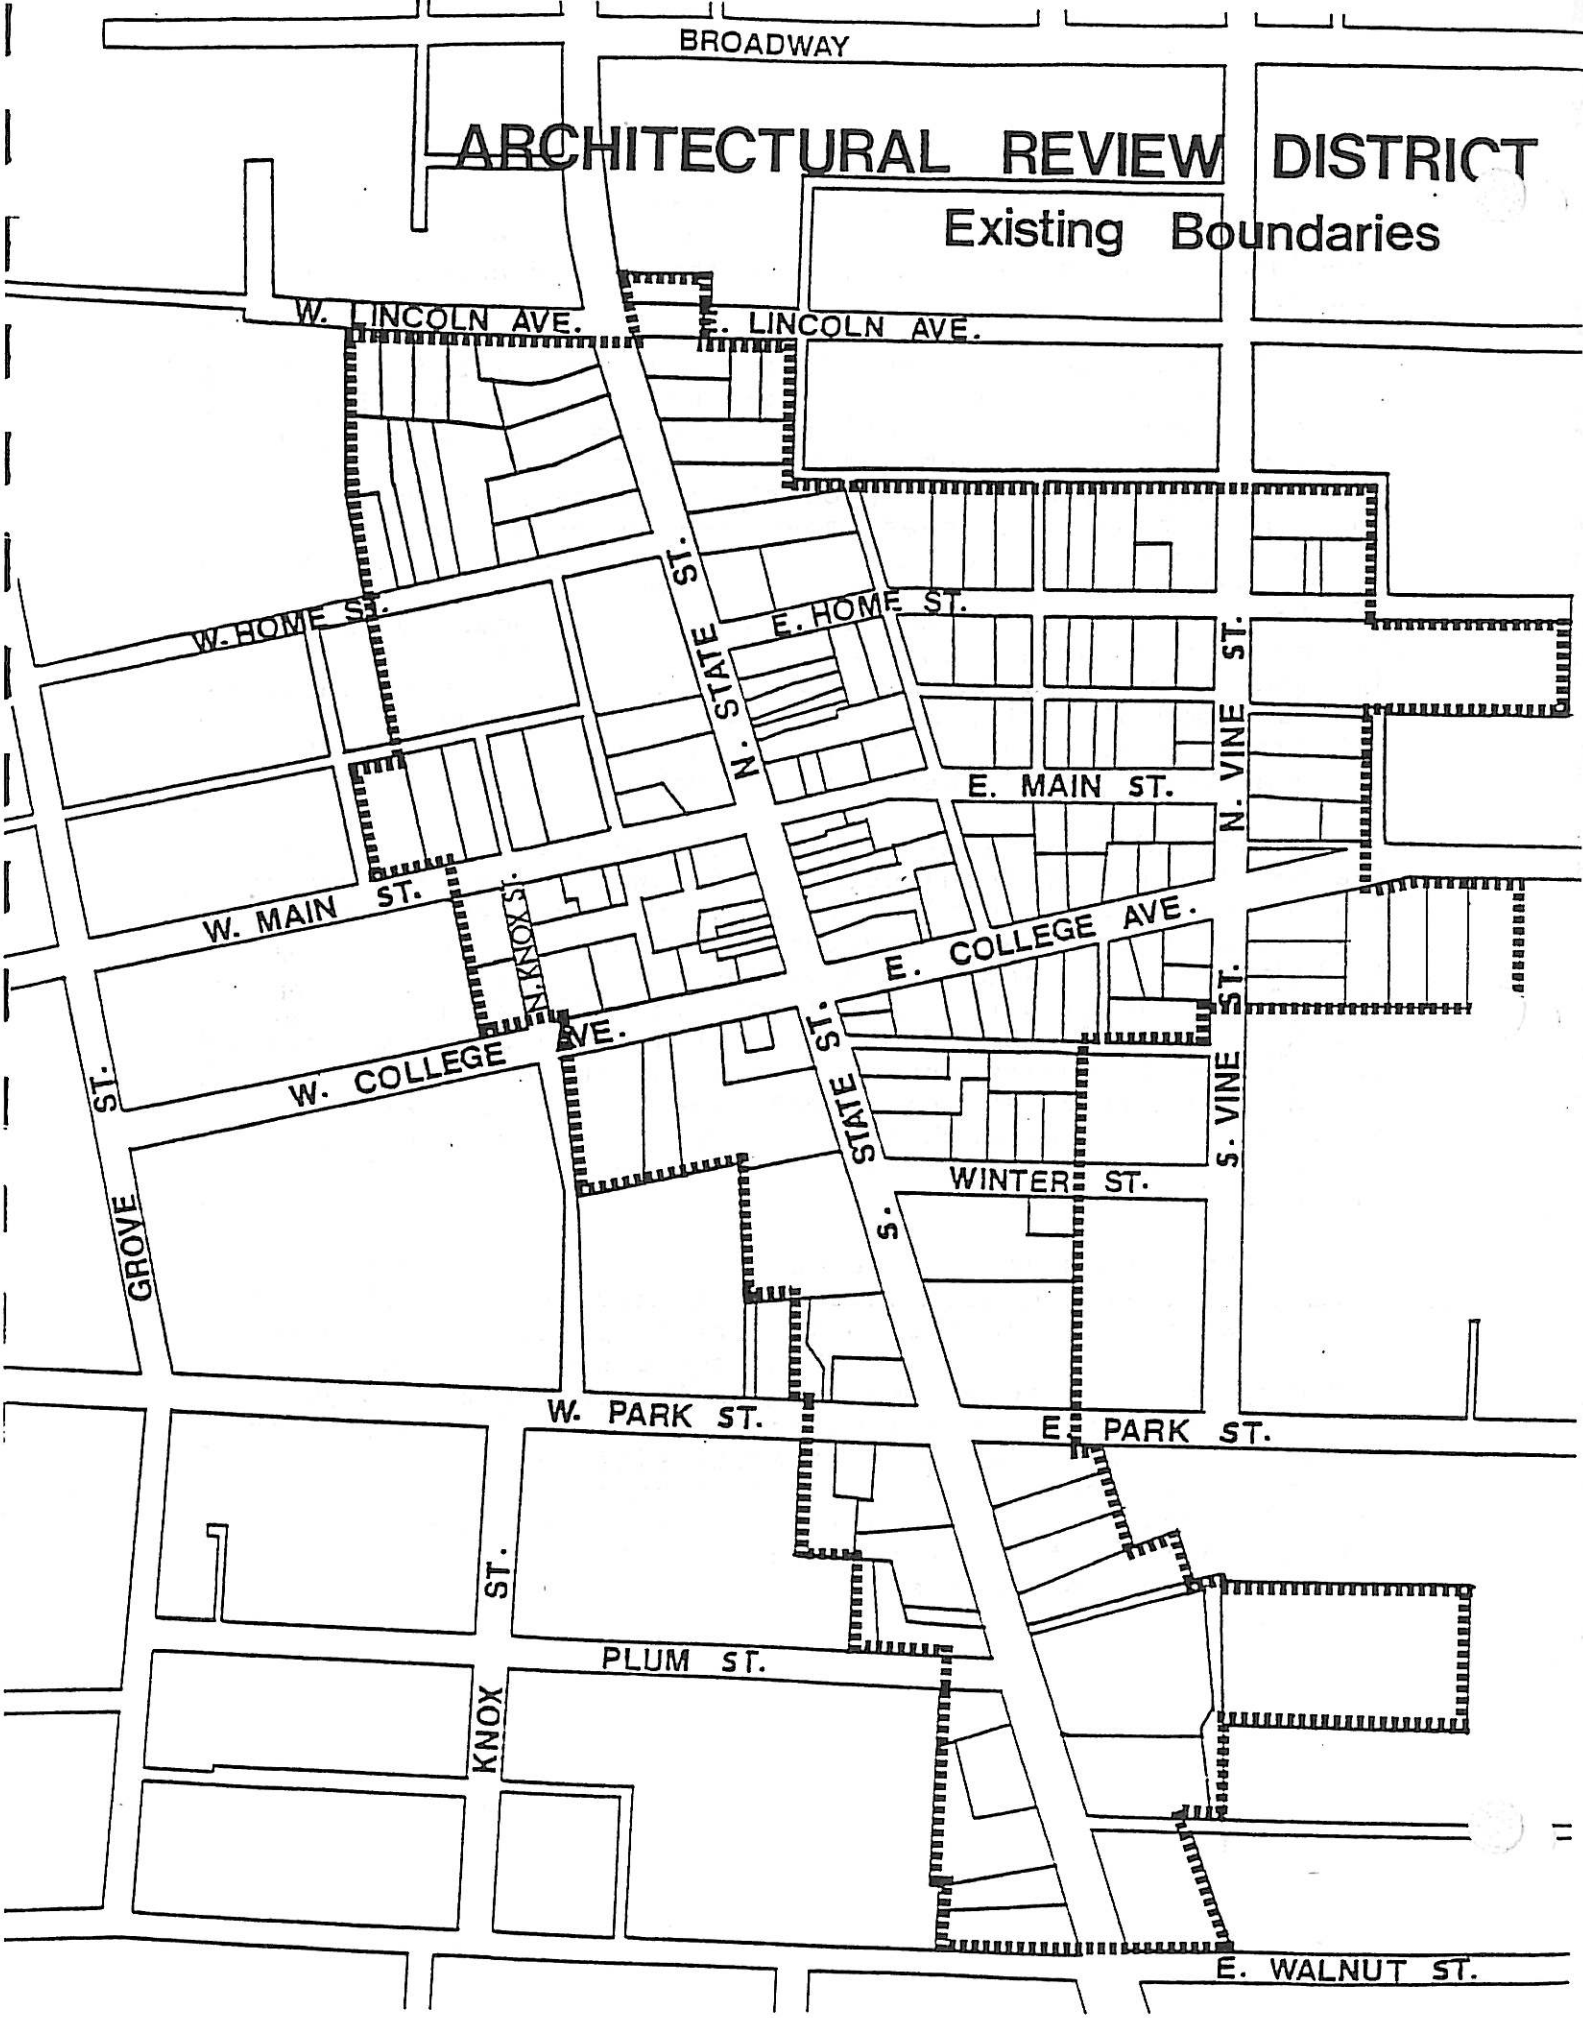 BROADWAY
ARCHITECTURAL REVIEW DISTRICT
Existing Boundaries
W. LINCOLN AVE.
E. LINCOLN AVE.
W. HOME ST.
E. HOME ST.
N. STATE ST.
N. VINE ST.
E. MAIN ST.
W. MAIN ST.
N. KNOX ST.
E. COLLEGE AVE.
W. COLLEGE AVE.
S. STATE ST.
S. VINE ST.
GROVE ST.
WINTER ST.
W. PARK ST.
E. PARK ST.
KNOX ST.
PLUM ST.
E. WALNUT ST.